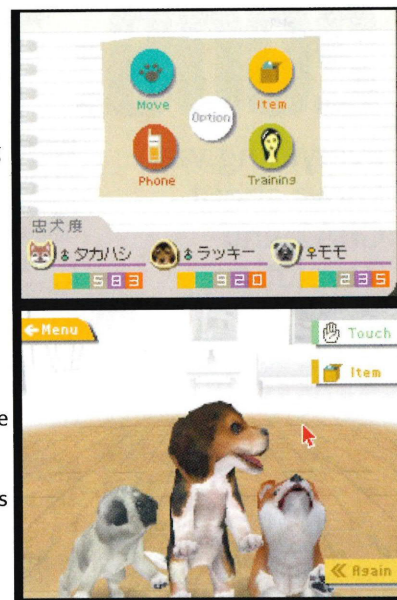 Move
Item
Option
Phone
Training
忠犬度
♂タカハシ
♂ラッキー
♀モモ
583
920
235
←Menu
Touch
Item
e
s
≪Again